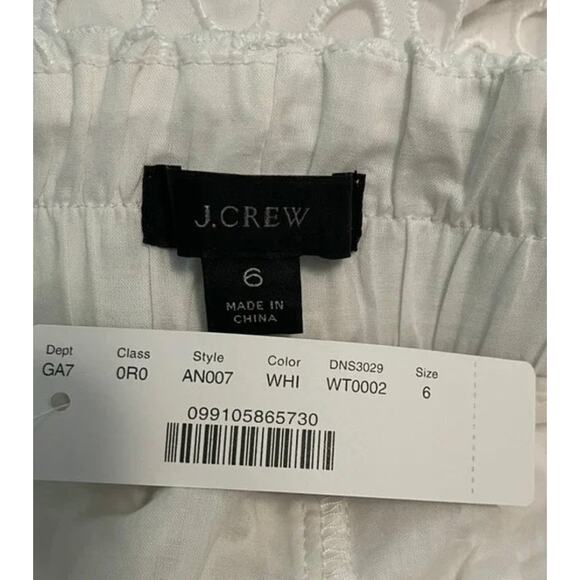 J.CREW
6
MADE IN
CHINA
Dept Class Style Color DNS3029 Size
GA7 0R0 AN007 WHI WT0002 6
099105865730